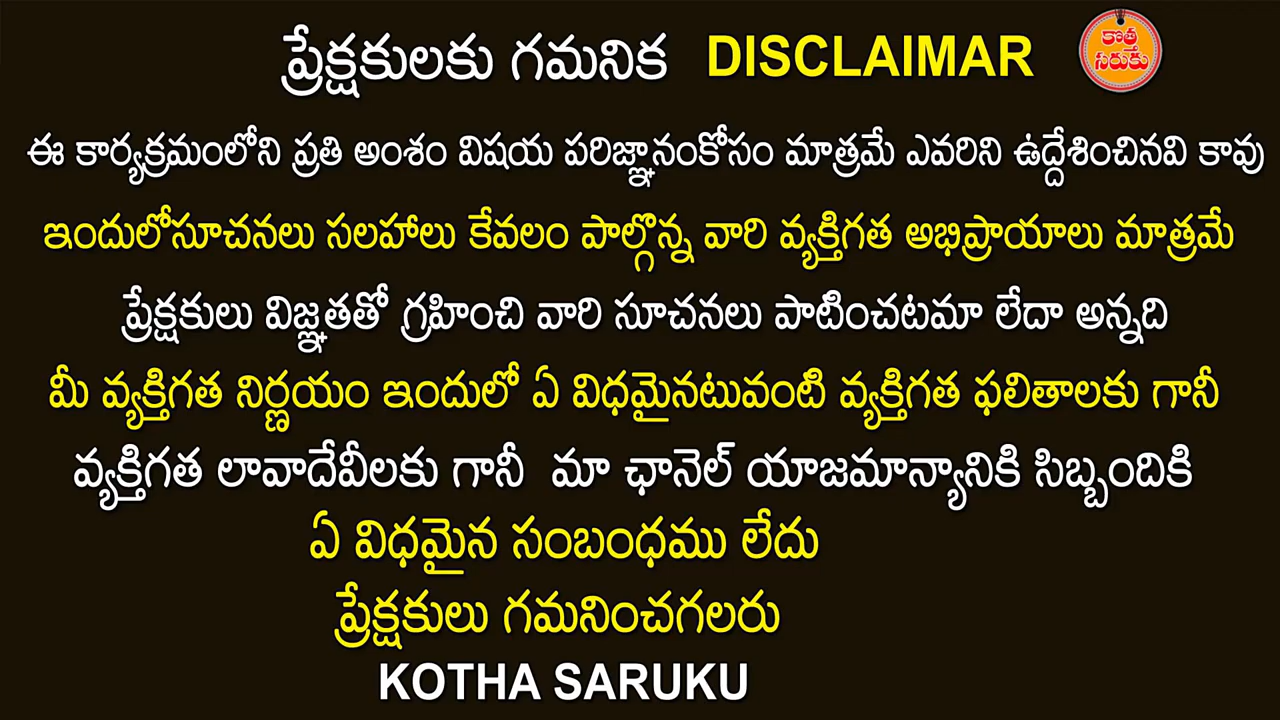 ప్రేక్షకులకు గమనిక DISCLAIMAR
కొత్త
సరుకు
ఈ కార్యక్రమంలోని ప్రతి అంశం విషయ పరిజ్ఞానంకోసం మాత్రమే ఎవరిని ఉద్దేశించినవి కావు
ఇందులోసూచనలు సలహాలు కేవలం పాల్గొన్న వారి వ్యక్తిగత అభిప్రాయాలు మాత్రమే
ప్రేక్షకులు విజ్ఞతతో గ్రహించి వారి సూచనలు పాటించటమా లేదా అన్నది
మీ వ్యక్తిగత నిర్ణయం ఇందులో ఏ విధమైనటువంటి వ్యక్తిగత ఫలితాలకు గానీ
వ్యక్తిగత లావాదేవీలకు గానీ మా ఛానెల్ యాజమాన్యానికి సిబ్బందికి
ఏ విధమైన సంబంధము లేదు
ప్రేక్షకులు గమనించగలరు
KOTHA SARUKU